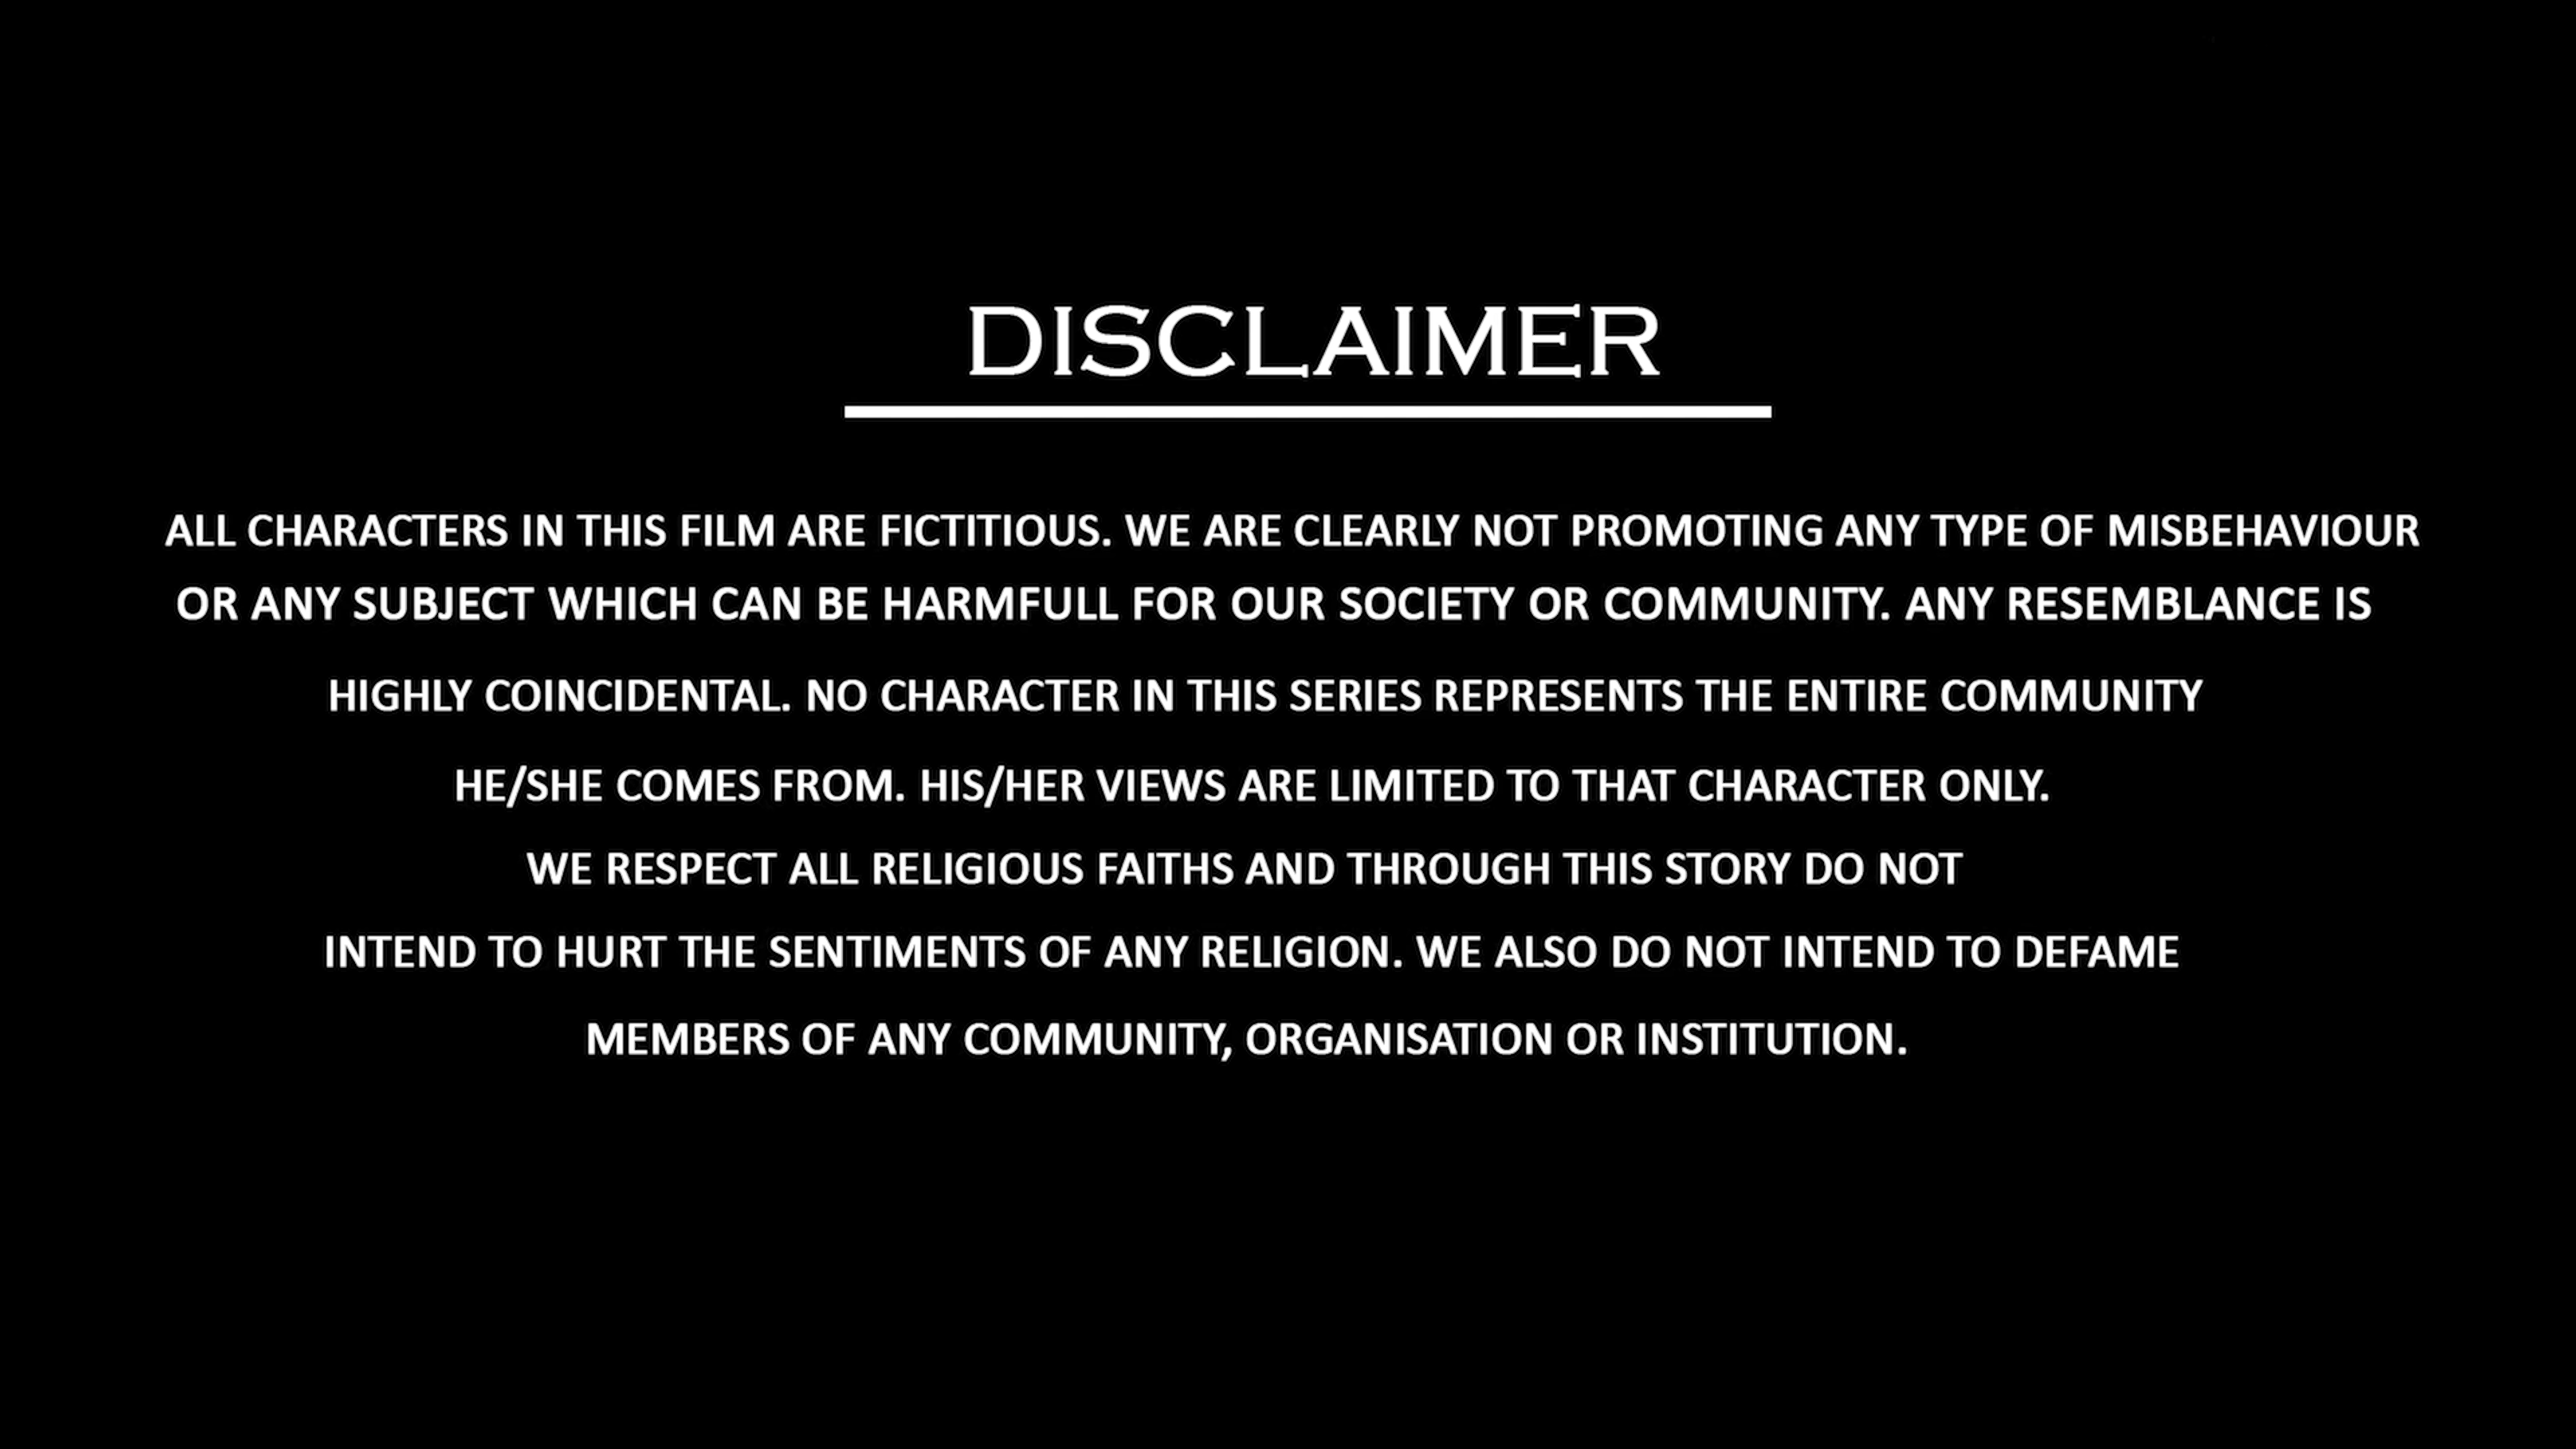 DISCLAIMER
ALL CHARACTERS IN THIS FILM ARE FICTITIOUS. WE ARE CLEARLY NOT PROMOTING ANY TYPE OF MISBEHAVIOUR
OR ANY SUBJECT WHICH CAN BE HARMFULL FOR OUR SOCIETY OR COMMUNITY. ANY RESEMBLANCE IS
HIGHLY COINCIDENTAL. NO CHARACTER IN THIS SERIES REPRESENTS THE ENTIRE COMMUNITY
HE/SHE COMES FROM. HIS/HER VIEWS ARE LIMITED TO THAT CHARACTER ONLY.
WE RESPECT ALL RELIGIOUS FAITHS AND THROUGH THIS STORY DO NOT
INTEND TO HURT THE SENTIMENTS OF ANY RELIGION. WE ALSO DO NOT INTEND TO DEFAME
MEMBERS OF ANY COMMUNITY, ORGANISATION OR INSTITUTION.